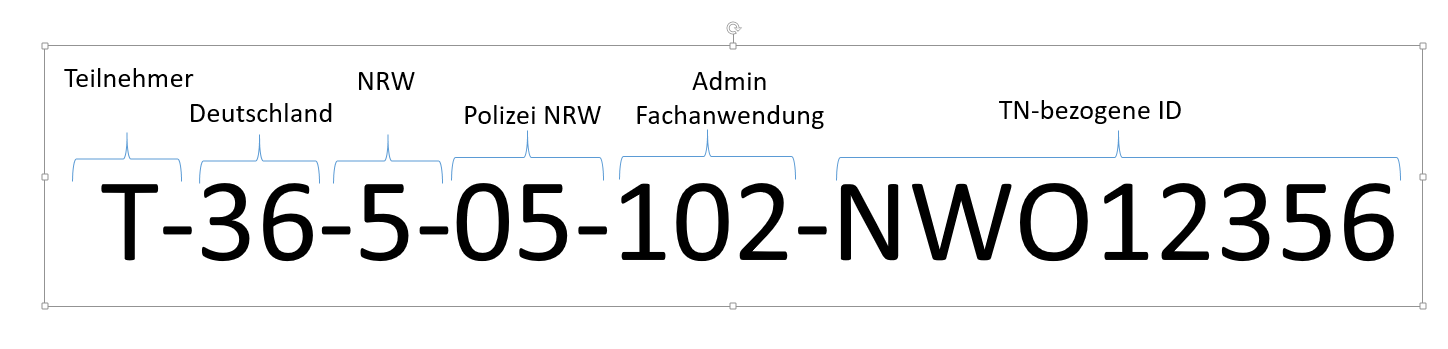 Teilnehmer
Deutschland
NRW
Polizei NRW
Admin
Fachanwendung
TN-bezogene ID
T-36-5-05-102-NWO12356